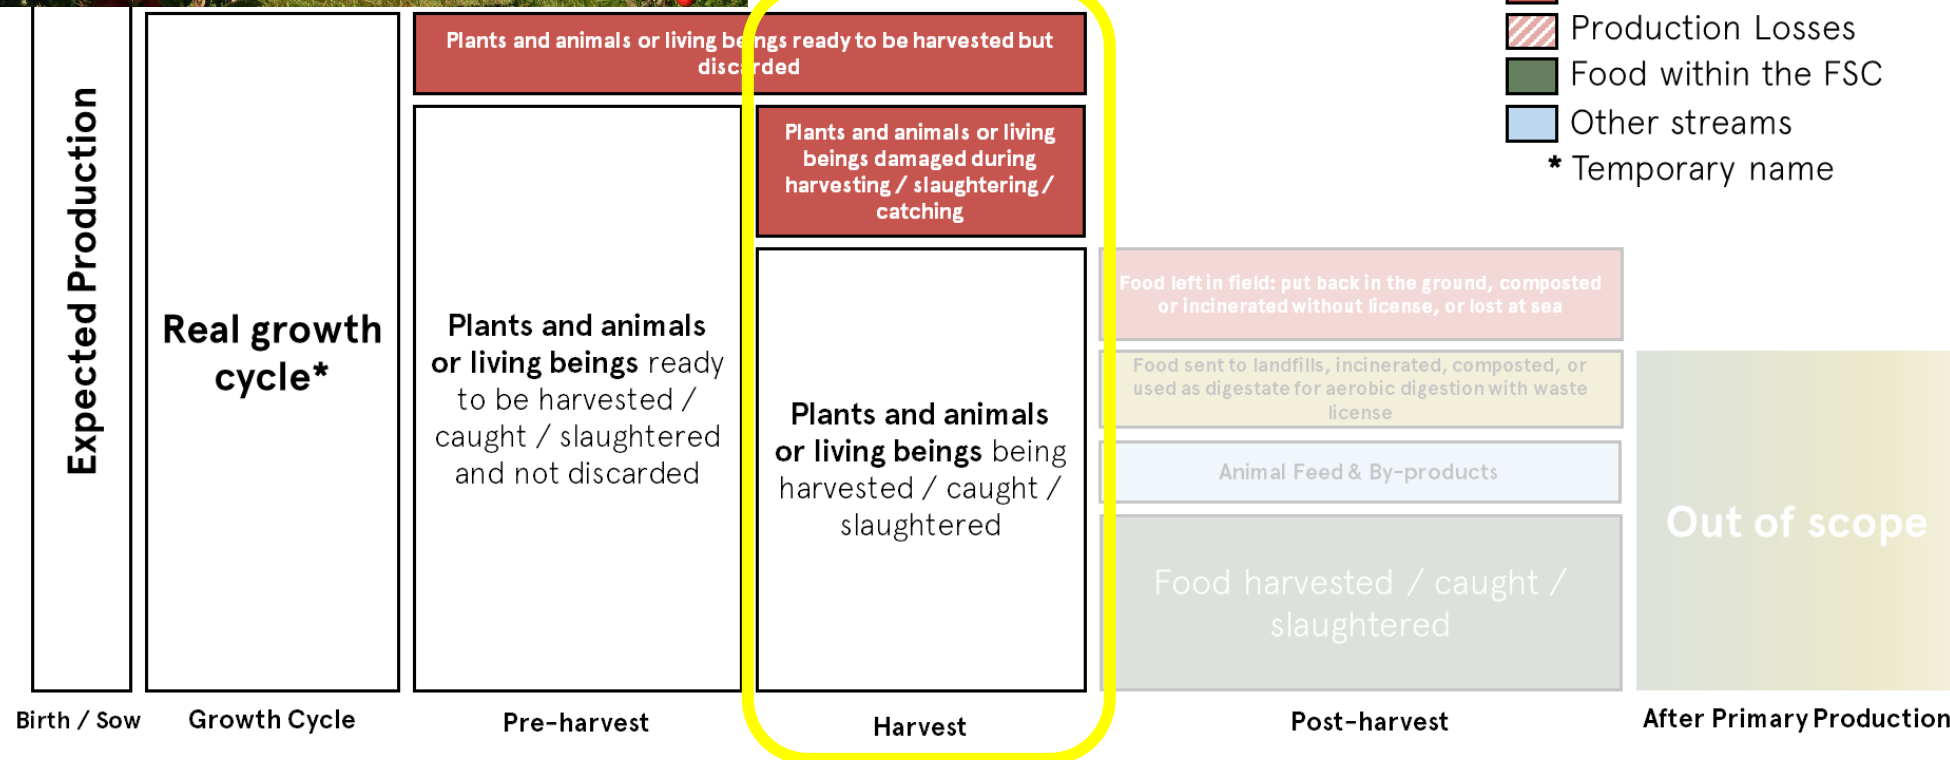 Plants and animals or living beings ready to be harvested but
discarded
Production Losses
Food within the FSC
Other streams
* Temporary name
Expected Production
Real growth
cycle*
Plants and animals
or living beings ready
to be harvested /
caught / slaughtered
and not discarded
Plants and animals or living
beings damaged during
harvesting / slaughtering /
catching
Plants and animals
or living beings being
harvested / caught /
slaughtered
Food left in field: put back in the ground, composted
or incinerated without license, or lost at sea
Food sent to landfills, incinerated, composted, or
used as digestate for aerobic digestion with waste
license
Animal Feed & By-products
Food harvested / caught /
slaughtered
Out of scope
Birth / Sow
Growth Cycle
Pre-harvest
Harvest
Post-harvest
After Primary Production